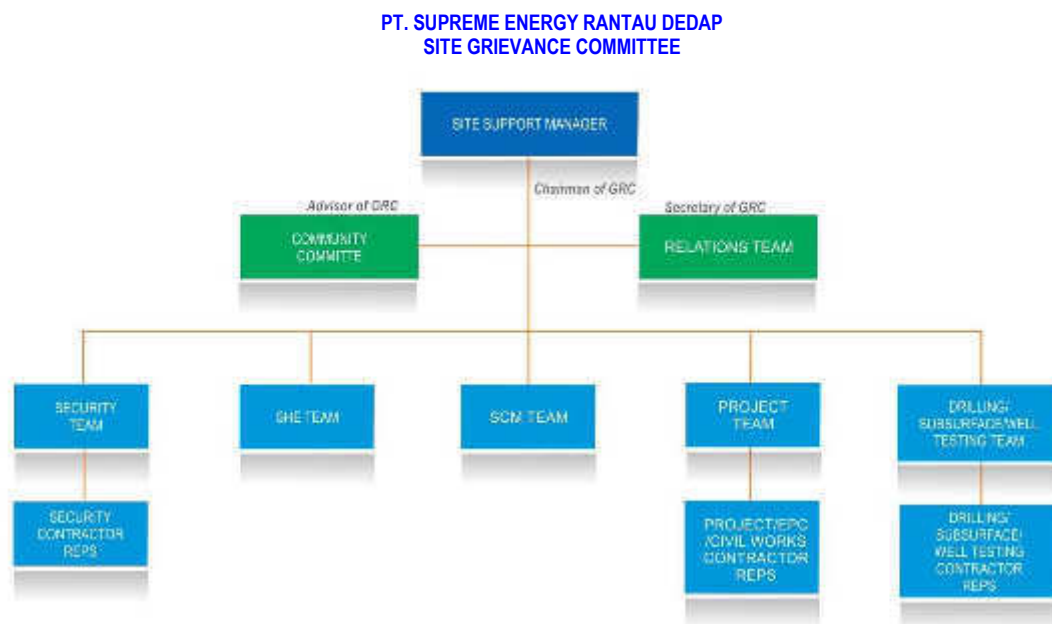 PT. SUPREME ENERGY RANTAU DEDAP
SITE GRIEVANCE COMMITTEE
SITE SUPPORT MANAGER
Chairman of GRC
Advisor of GRC
Secretary of GRC
COMMUNITY
COMMITTE
RELATIONS TEAM
SECURITY
TEAM
SHE TEAM
SCM TEAM
PROJECT
TEAM
DRILLING/
SUBSURFACE/WELL
TESTING TEAM
SECURITY
CONTRACTOR
REPS
PROJECT/EPC
/CIVIL WORKS
CONTRACTOR
REPS
DRILLING/
SUBSURFACE/
WELL TESTING
CONTRACTOR
REPS